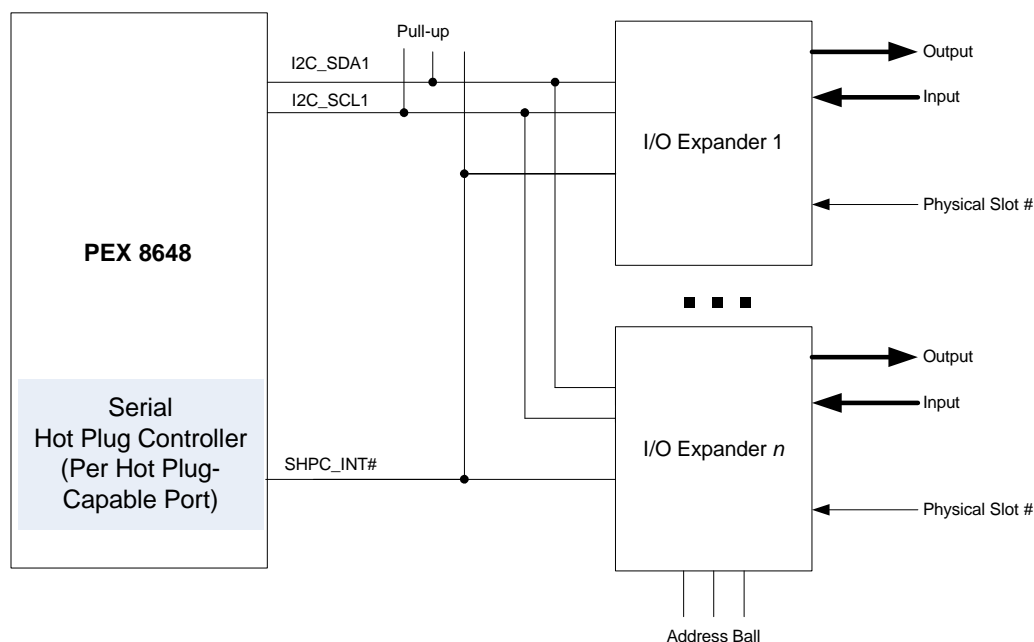 Pull-up
I2C_SDA1
I2C_SCL1
Output
Input
I/O Expander 1
Physical Slot #
PEX 8648
Serial
Hot Plug Controller
(Per Hot Plug-
Capable Port)
SHPC_INT#
Output
Input
I/O Expander n
Physical Slot #
Address Ball